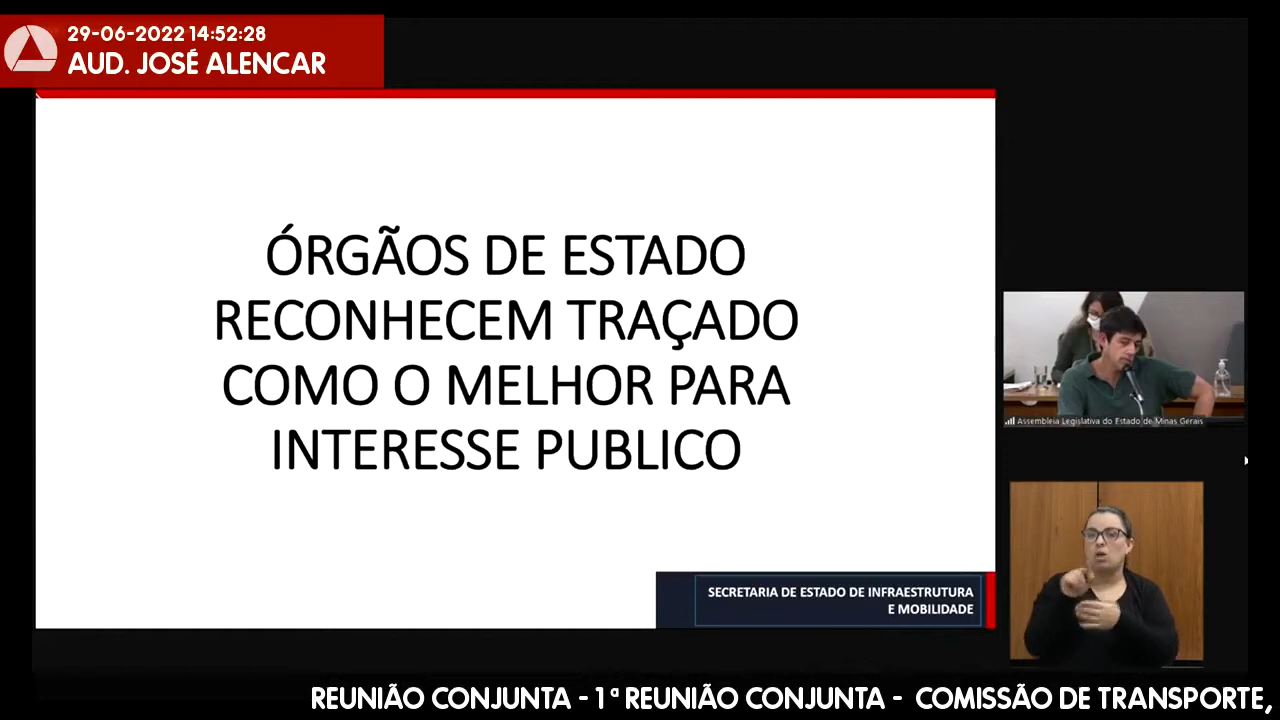 29-06-2022 14:52:28
AUD. JOSÉ ALENCAR
ÓRGÃOS DE ESTADO
RECONHECEM TRAÇADO
COMO O MELHOR PARA
INTERESSE PUBLICO
Assembleia Legislativa do Estado de Minas Gerais
SECRETARIA DE ESTADO DE INFRAESTRUTURA
E MOBILIDADE
REUNIÃO CONJUNTA - 1ª REUNIÃO CONJUNTA - COMISSÃO DE TRANSPORTE,